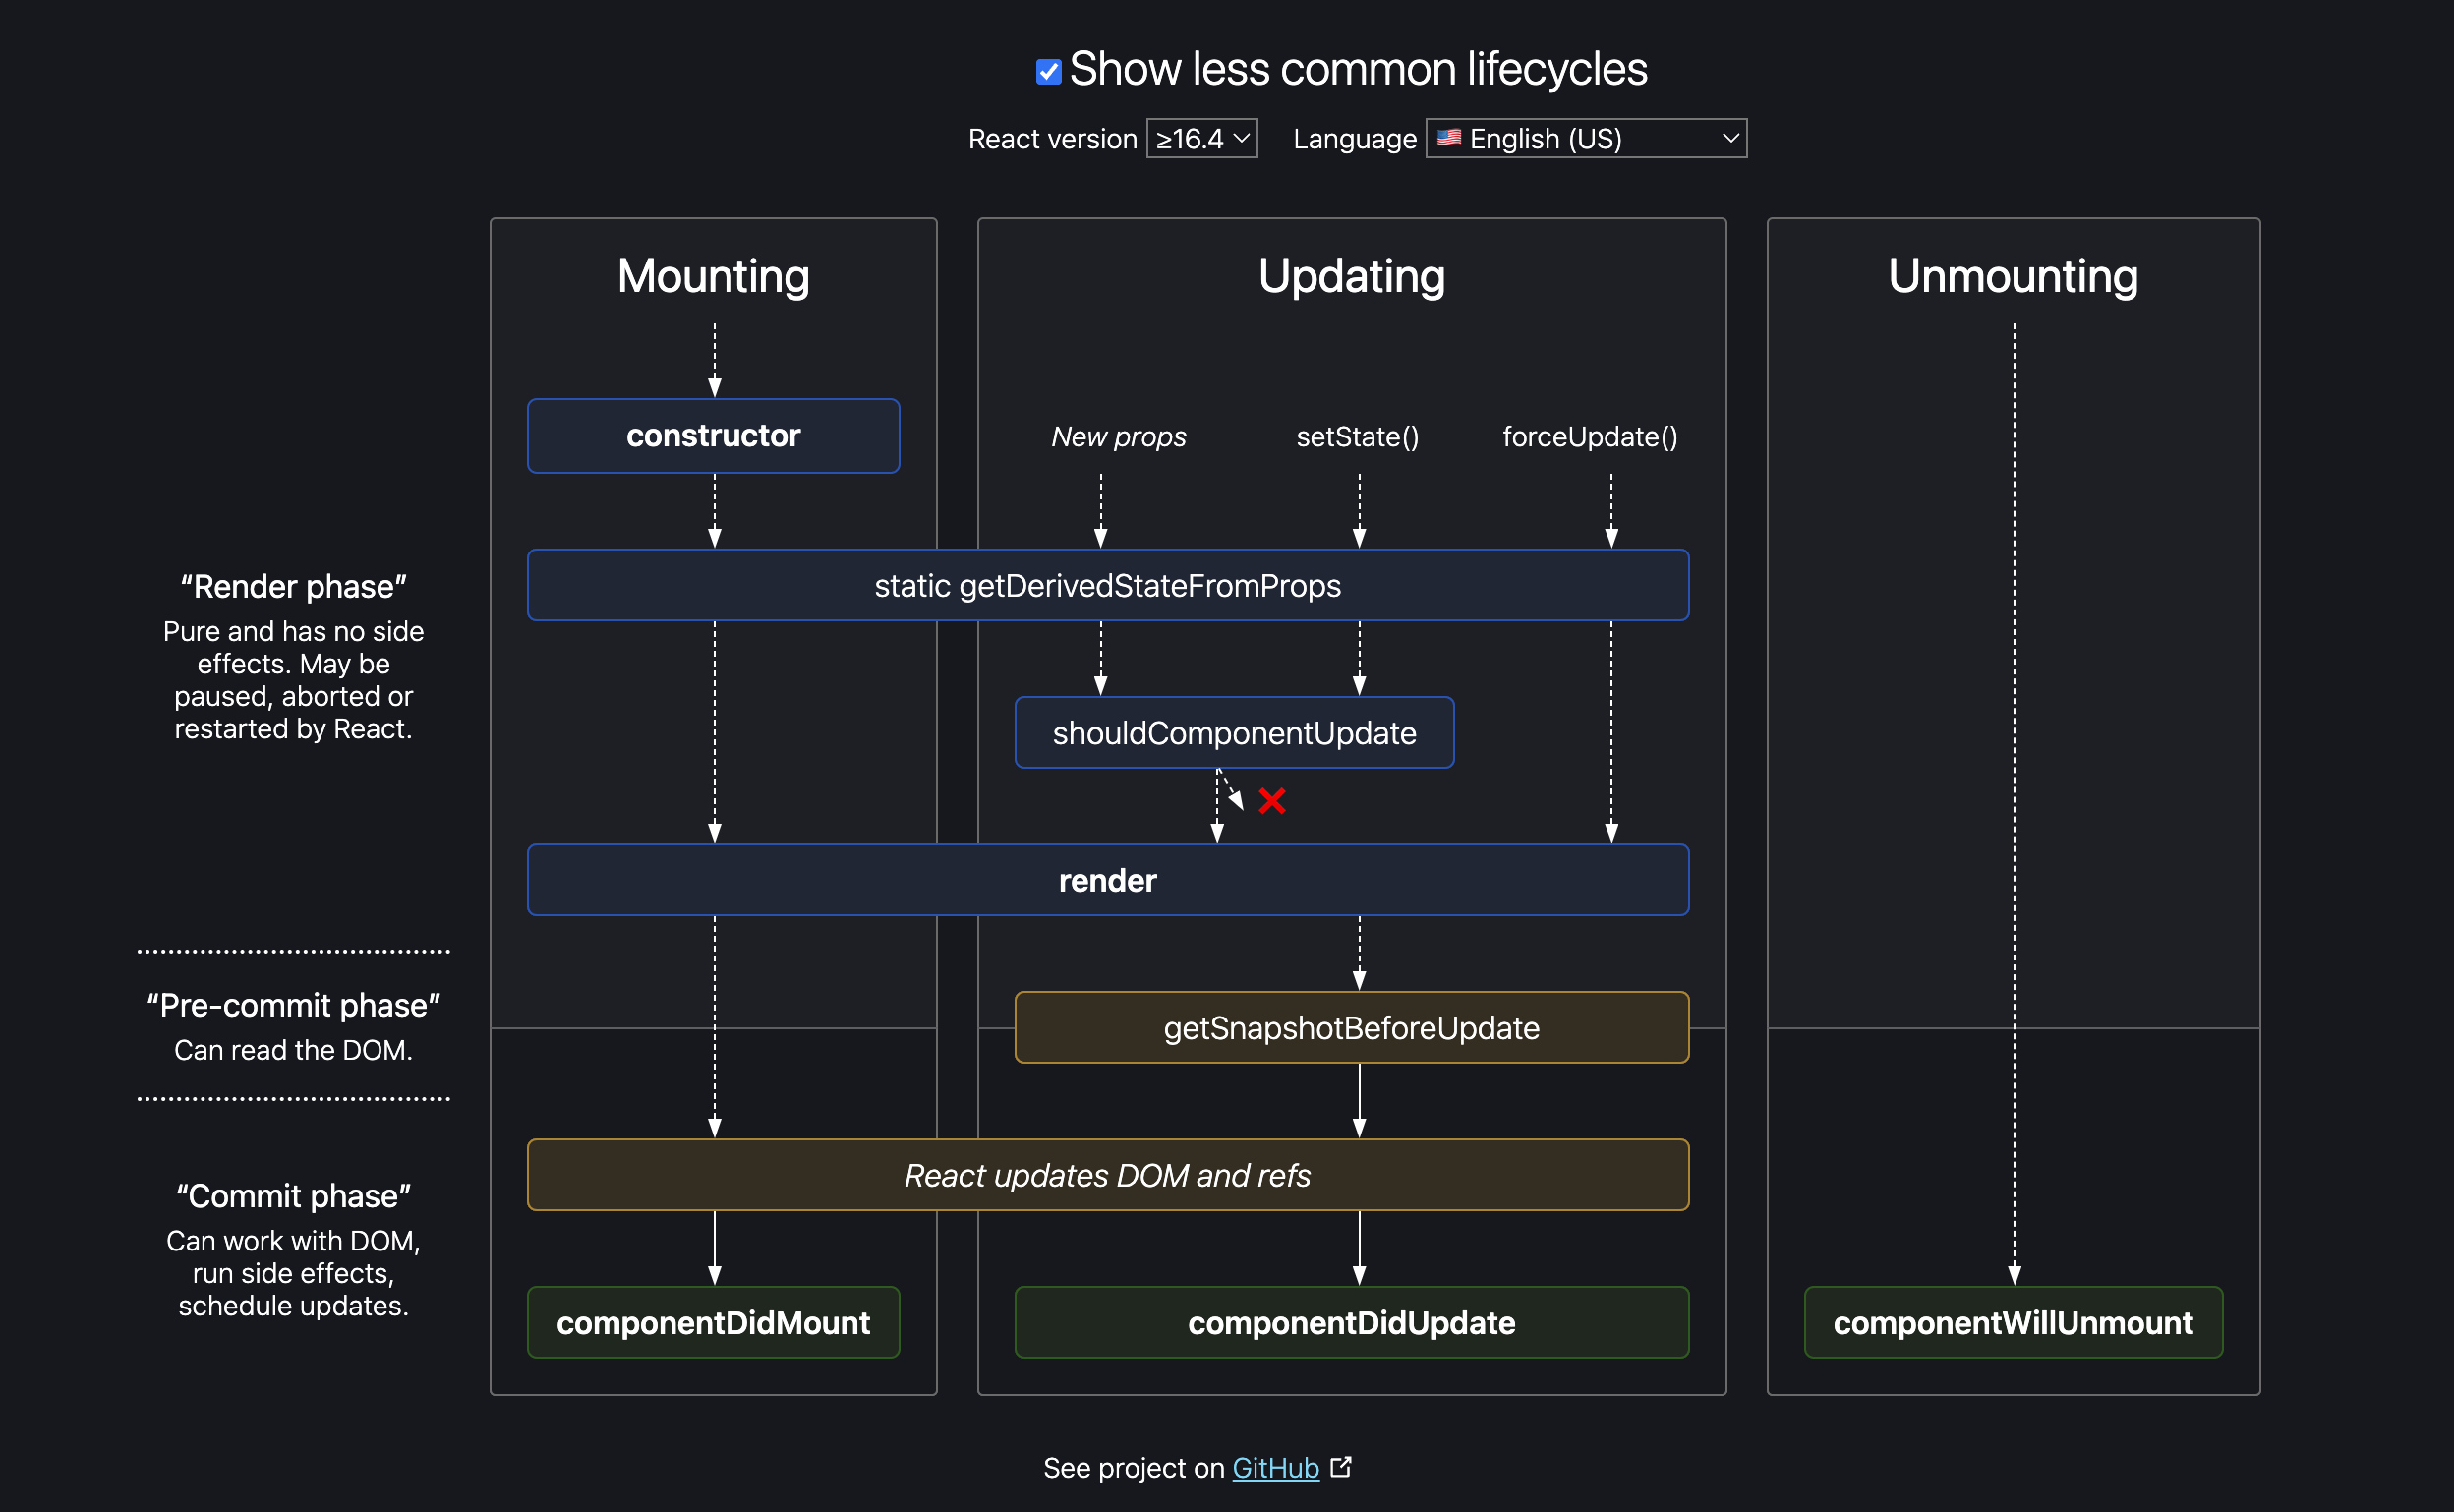 Show less common lifecycles
React version ≥16.4 Language 🇺🇸 English (US)
Mounting
Updating
Unmounting
constructor
New props
setState()
forceUpdate()
“Render phase”
Pure and has no side
effects. May be
paused, aborted or
restarted by React.
static getDerivedStateFromProps
shouldComponentUpdate
render
“Pre-commit phase”
Can read the DOM.
getSnapshotBeforeUpdate
“Commit phase”
Can work with DOM,
run side effects,
schedule updates.
React updates DOM and refs
componentDidMount
componentDidUpdate
componentWillUnmount
See project on GitHub